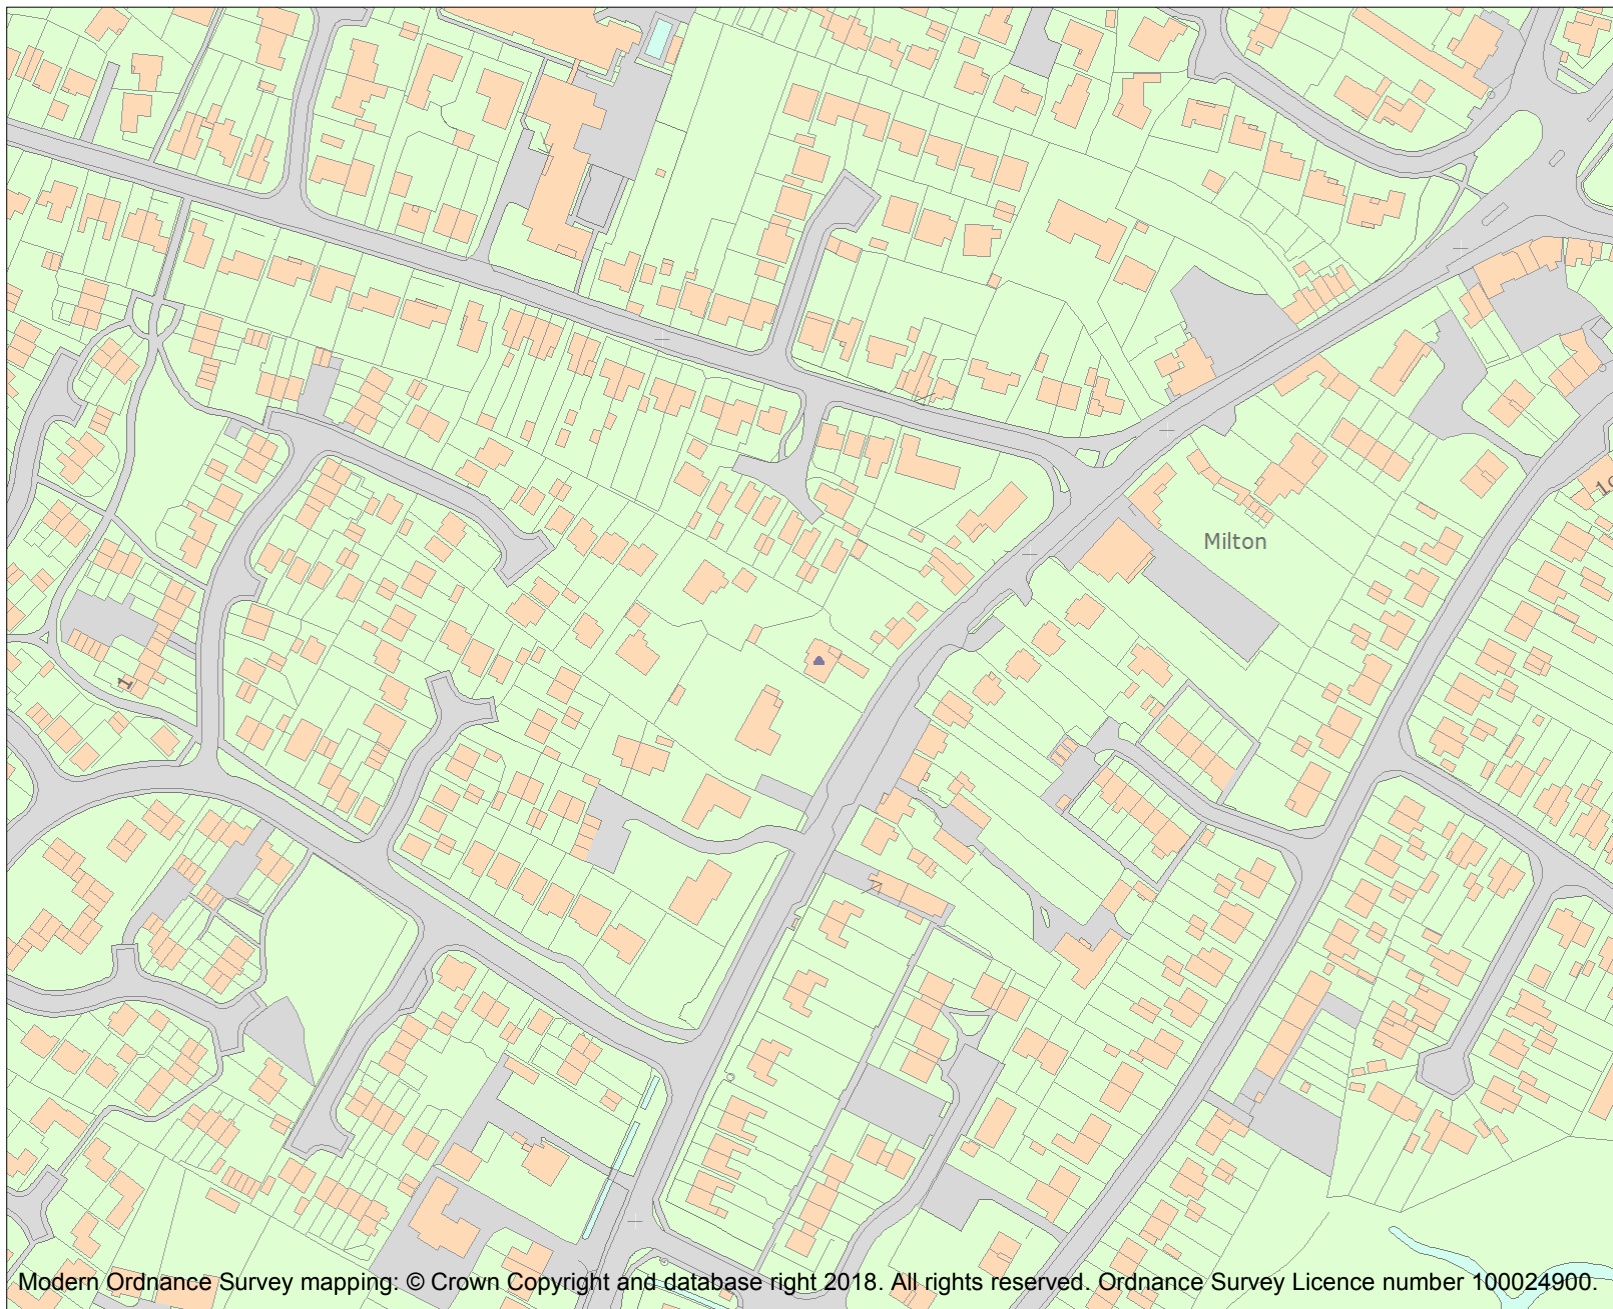 Milton
1
Modern Ordnance Survey mapping: © Crown Copyright and database right 2018. All rights reserved. Ordnance Survey Licence number 100024900.